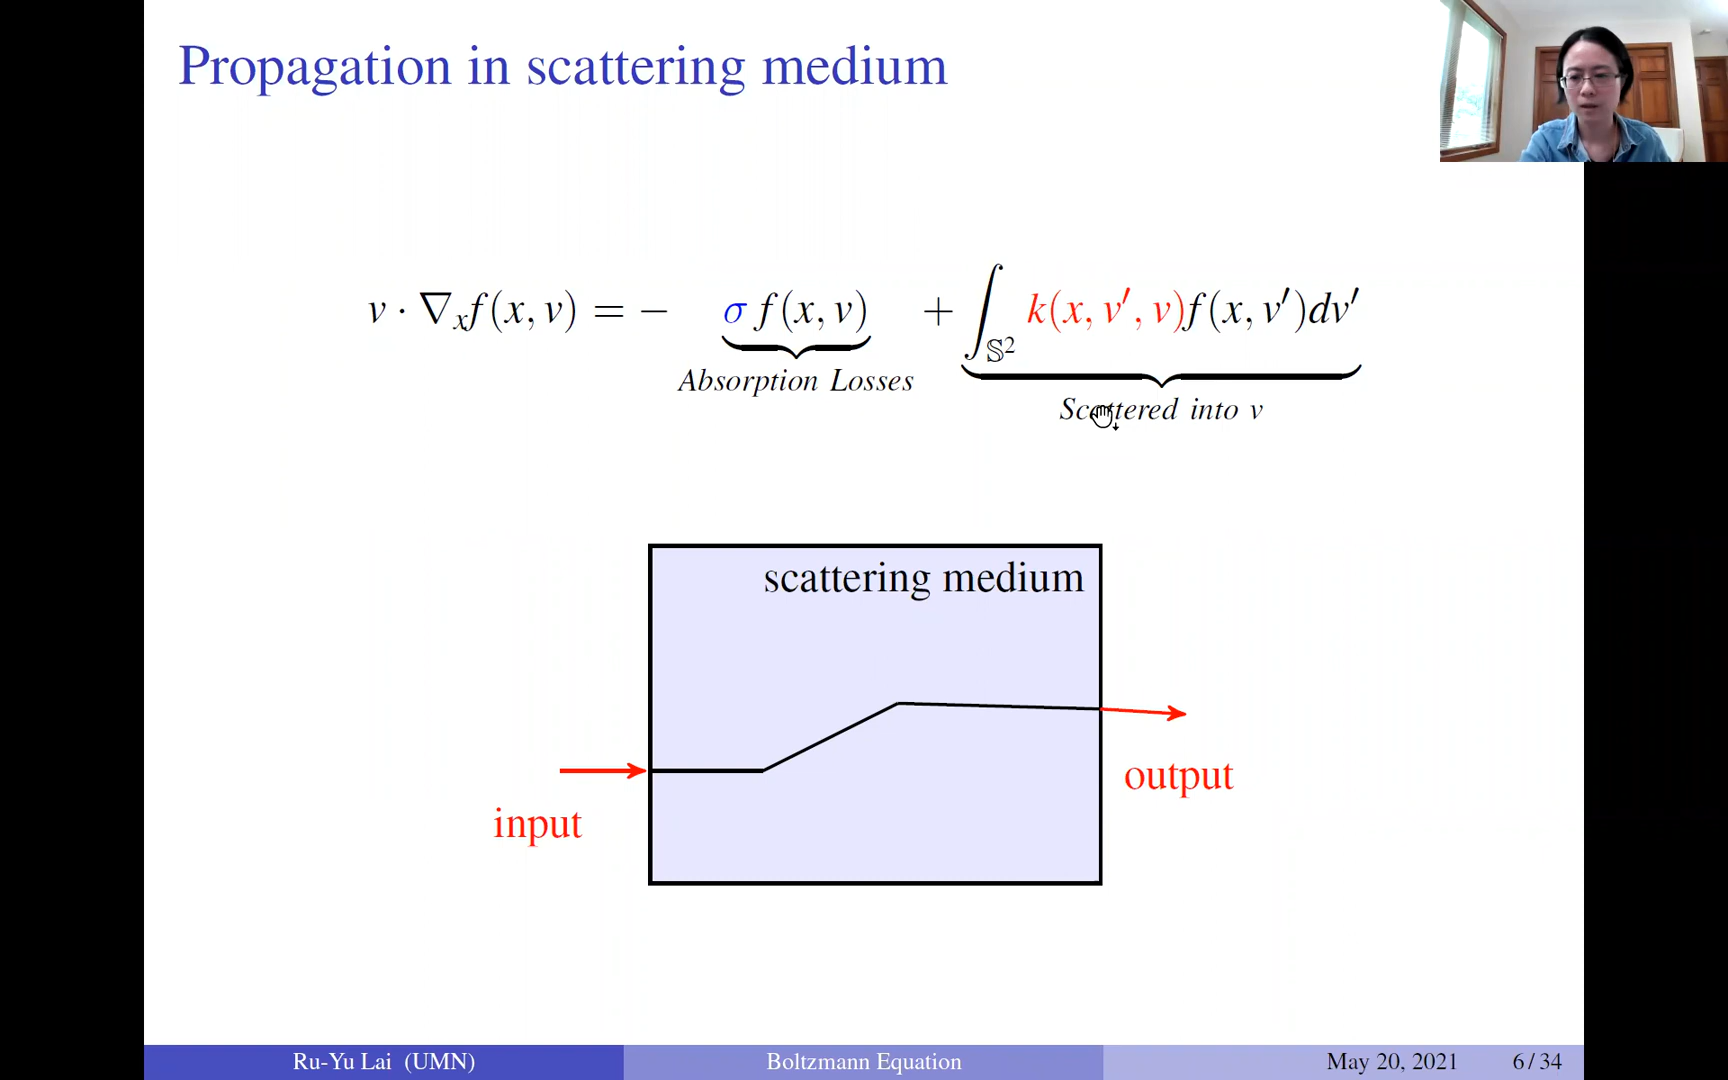 Propagation in scattering medium
v · ∇ₓf(x, v) = − σ f(x, v) + ∫_{𝕊²} k(x, v′, v)f(x, v′)dv′
Absorption Losses
Scattered into v
scattering medium
input
output
Ru-Yu Lai (UMN) Boltzmann Equation May 20, 2021 6 / 34